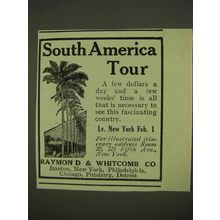 South America
Tour
A few dollars a
day and a few
weeks' time is all
that is necessary to
see this fascinating
country.
Lv. New York Feb. 1
For illustrated itin-
erary address Room
25, 225 Fifth Ave.,
New York.
RAYMOND & WHITCOMB CO
Boston, New York, Philadelphia,
Chicago, Pittsburg, Detroit